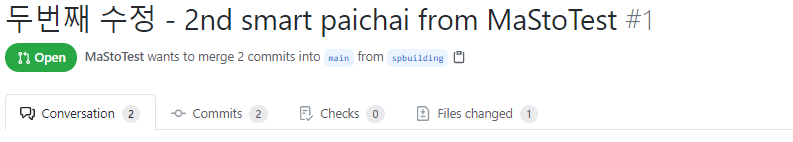 두번째 수정 - 2nd smart paichai from MaStoTest #1
Open MaStoTest wants to merge 2 commits into main from spbuilding
Conversation 2 Commits 2 Checks 0 Files changed 1